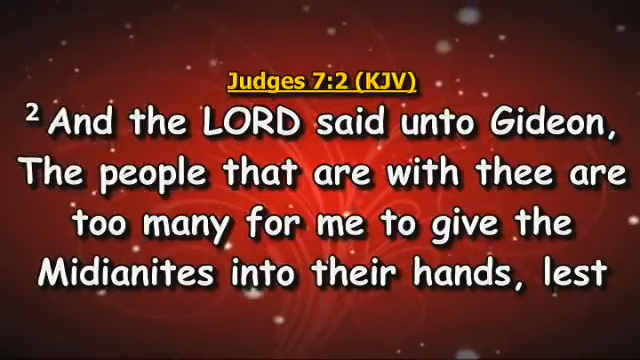 Judges 7:2 (KJV)
2 And the LORD said unto Gideon,
The people that are with thee are
too many for me to give the
Midianites into their hands, lest